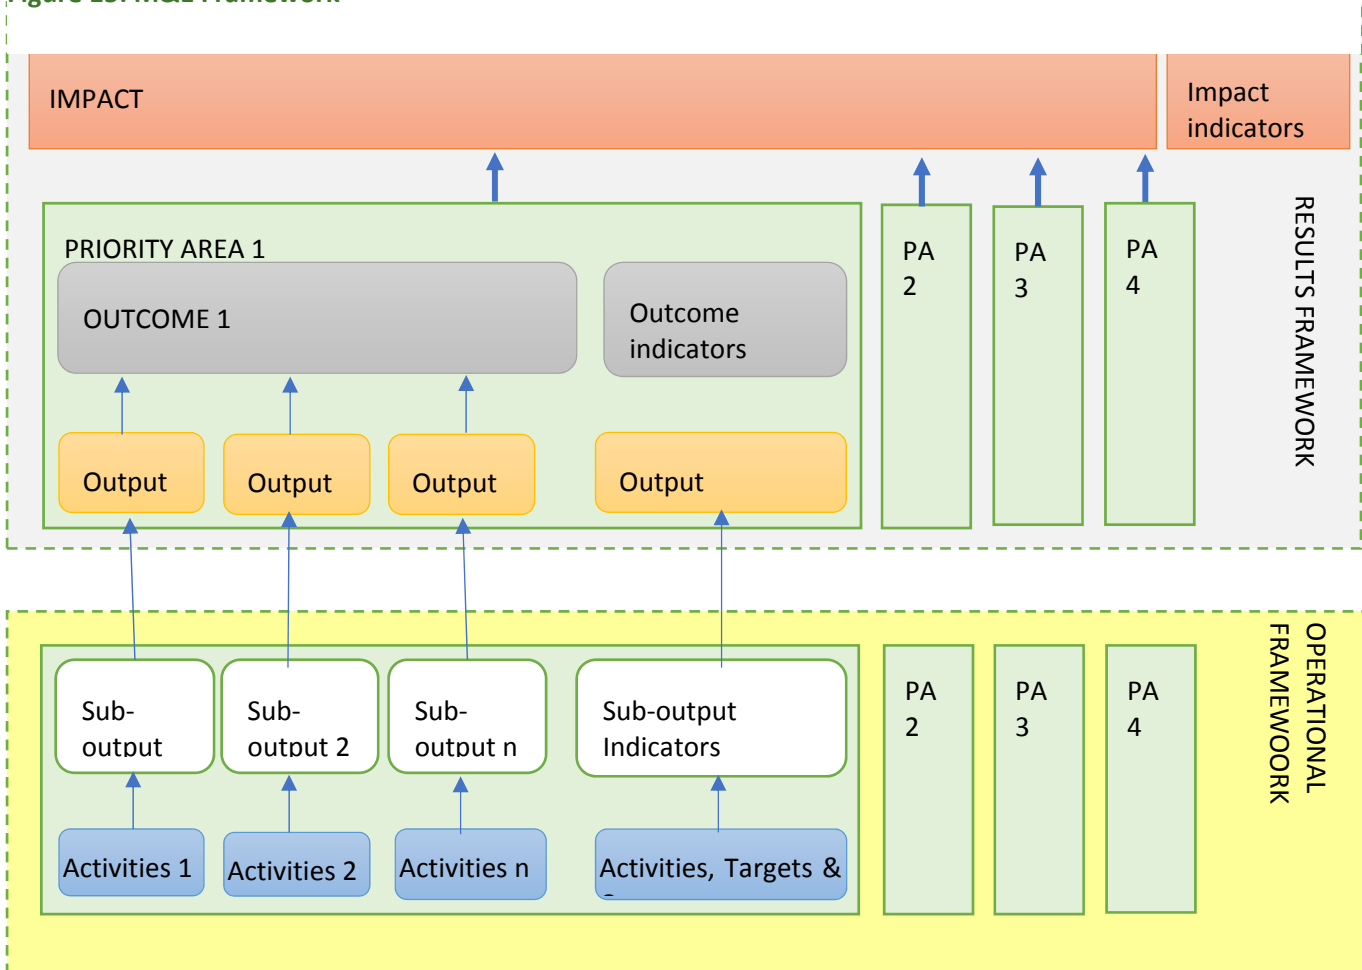 IMPACT
Impact
indicators
PRIORITY AREA 1
PA
2
PA
3
PA
4
RESULTS FRAMEWORK
OUTCOME 1
Outcome
indicators
Output
Output
Output
Output
OPERATIONAL
FRAMEWOORK
Sub-
output
Sub-
output 2
Sub-
output n
Sub-output
Indicators
PA
2
PA
3
PA
4
Activities 1
Activities 2
Activities n
Activities, Targets &